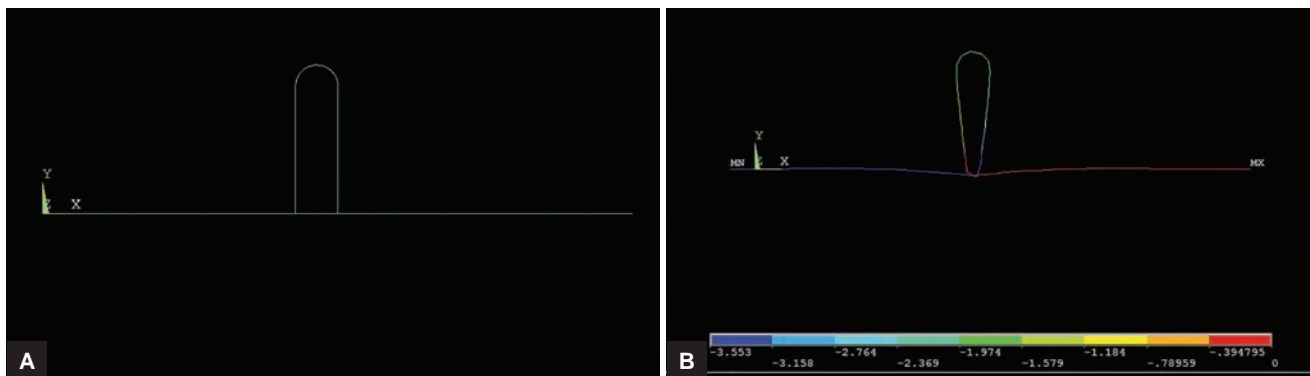 Y
Z X
A
Y
MN Z X MX
-3.553 -2.764 -1.974 -1.184 -.394795
-3.158 -2.369 -1.579 -.78959 0
B